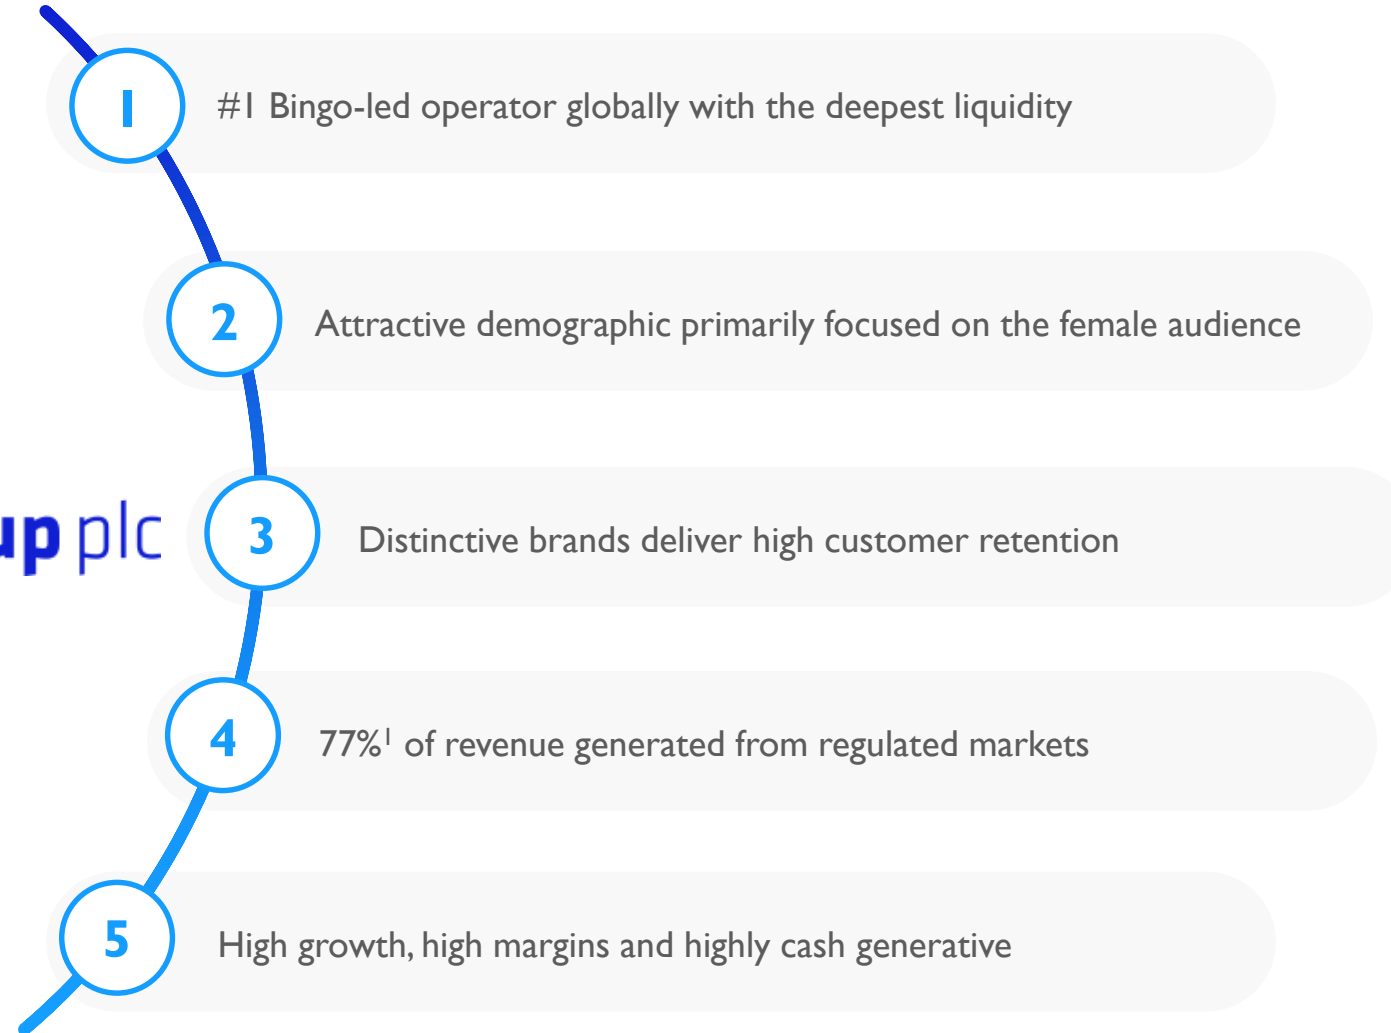 1
#1 Bingo-led operator globally with the deepest liquidity
2
Attractive demographic primarily focused on the female audience
up plc
3
Distinctive brands deliver high customer retention
4
77%¹ of revenue generated from regulated markets
5
High growth, high margins and highly cash generative